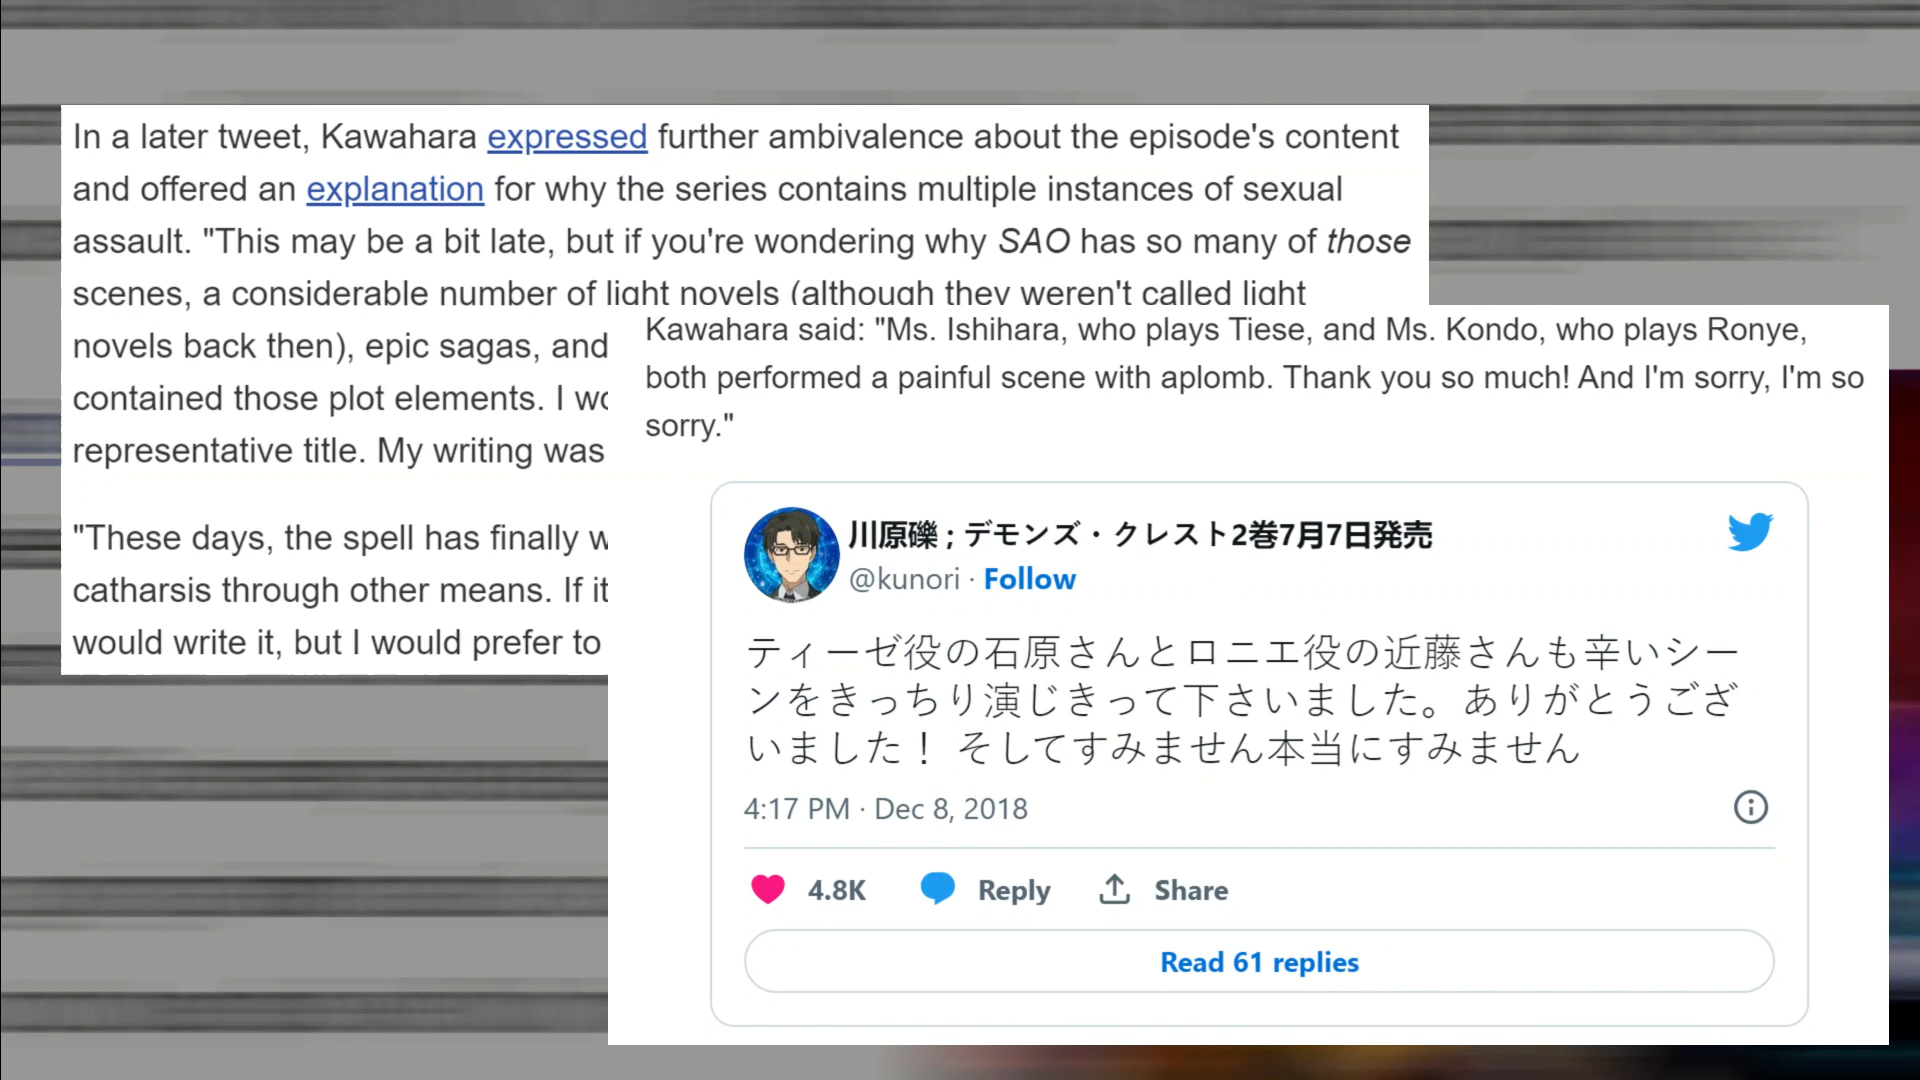 In a later tweet, Kawahara expressed further ambivalence about the episode's content
and offered an explanation for why the series contains multiple instances of sexual
assault. "This may be a bit late, but if you're wondering why SAO has so many of those
scenes, a considerable number of light novels (although they weren't called light
novels back then), epic sagas, and
contained those plot elements. I
representative title. My writing was
"These days, the spell has finally
catharsis through other means. If it
would write it, but I would prefer to
Kawahara said: "Ms. Ishihara, who plays Tiese, and Ms. Kondo, who plays Ronye,
both performed a painful scene with aplomb. Thank you so much! And I'm sorry, I'm so
sorry."
川原礫 ; デモンズ・クレスト2巻7月7日発売
@kunori · Follow
ティーゼ役の石原さんとロニエ役の近藤さんも辛いシー
ンをきっちり演じきって下さいました。ありがとうござ
いました！ そしてすみません本当にすみません
4:17 PM · Dec 8, 2018
4.8K Reply Share
Read 61 replies